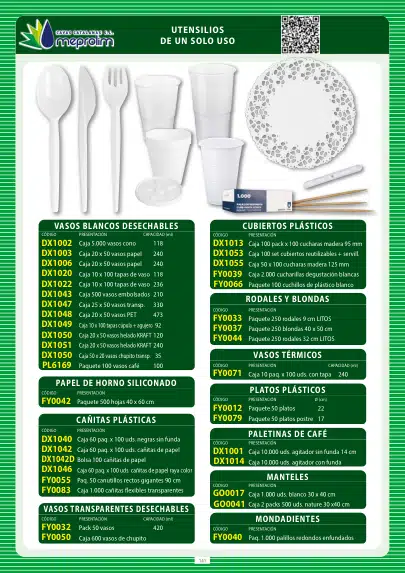 CATAS CATALANAS S.L.
meprolim
UTENSILIOS
DE UN SOLO USO
VASOS BLANCOS DESECHABLES
CÓDIGO PRESENTACIÓN CAPACIDAD (ml)
DX1002 Caja 5.000 vasos cono 118
DX1003 Caja 20 x 50 vasos papel 240
DX1006 Caja 20 x 50 vasos papel 240
DX1020 Caja 10 x 100 tapas de vaso 118
DX1022 Caja 10 x 100 tapas de vaso 236
DX1043 Caja 500 vasos embolsados 210
DX1047 Caja 25 x 50 vasos transp. 330
DX1048 Caja 20 x 50 vasos PET 473
DX1049 Caja 10 x 100 tapas cúpula + agujero 92
DX1050 Caja 20 x 50 vasos helado KRAFT 120
DX1051 Caja 20 x 50 vasos helado KRAFT 240
DX1050 Caja 50 x 20 vasos chupito transp 35
PL6169 Paquete 100 vasos café 100
PAPEL DE HORNO SILICONADO
CÓDIGO PRESENTACIÓN
FY0042 Paquete 500 hojas 40 x 60 cm
CAÑITAS PLÁSTICAS
CÓDIGO PRESENTACIÓN
DX1040 Caja 60 paq. x 100 uds. negras sin funda
DX1042 Caja 60 paq. x 100 uds. cañitas de papel
DX1042D Bolsa 100 cañitas de papel
DX1046 Caja 60 paq. x 100 uds. cañitas de papel raya color
FY0055 Paq. 50 canutillos rectos gigantes 90 cm
FY0083 Caja 1.000 cañitas flexibles transparentes
VASOS TRANSPARENTES DESECHABLES
CÓDIGO PRESENTACIÓN CAPACIDAD (ml)
FY0032 Pack 50 vasos 420
FY0050 Caja 600 vasos de chupito
CUBIERTOS PLÁSTICOS
CÓDIGO PRESENTACIÓN
DX1013 Caja 100 pack x 100 cucharas madera 95 mm
DX1053 Caja 100 set cubiertos reutilizables + servill.
DX1055 Caja 50 x 100 cucharas madera 125 mm
FY0039 Caja 2.000 cucharillas degustación blancas
FY0066 Paquete 100 cuchillos de plástico blanco
RODALES Y BLONDAS
CÓDIGO PRESENTACIÓN
FY0033 Paquete 250 rodales 9 cm LITOS
FY0037 Paquete 250 blondas 40 x 50 cm
FY0044 Paquete 250 rodales 32 cm LITOS
VASOS TÉRMICOS
CÓDIGO PRESENTACIÓN CAPACIDAD (ml)
FY0071 Caja 10 paq. x 100 uds. con tapa 240
PLATOS PLÁSTICOS
CÓDIGO PRESENTACIÓN Ø (cm)
FY0012 Paquete 50 platos 22
FY0079 Paquete 50 platos postre 17
PALETINAS DE CAFÉ
CÓDIGO PRESENTACIÓN
DX1001 Caja 10.000 uds. agitador sin funda 14 cm
DX1014 Caja 10.000 uds. agitador con funda
MANTELES
CÓDIGO PRESENTACIÓN
GO0017 Caja 1.000 uds. blanco 30 x 40 cm
GO0041 Caja 2 packs 500 uds. nature 30 x40 cm
MONDADIENTES
CÓDIGO PRESENTACIÓN
FY0040 Paq. 1.000 palillos redondos enfundados